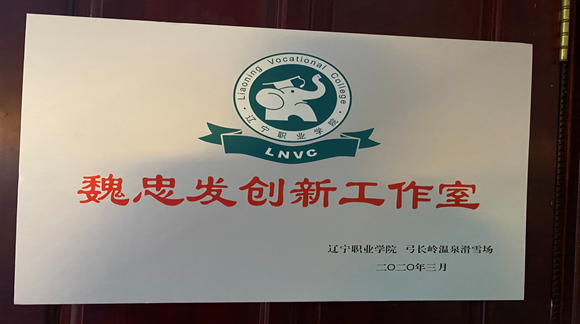 Liaoning Vocational College
辽宁职业学院
LNVC
魏忠发创新工作室
辽宁职业学院 弓长岭温泉滑雪场
二〇二〇年三月